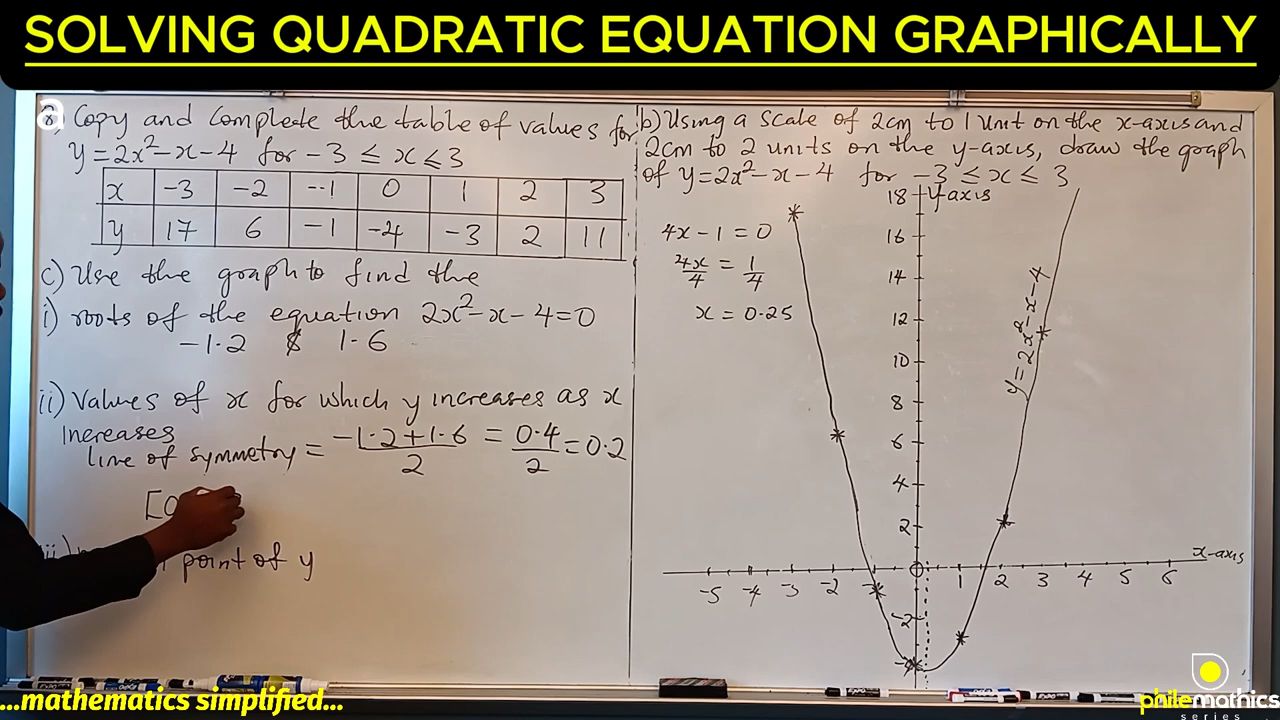 SOLVING QUADRATIC EQUATION GRAPHICALLY
a
Copy and Complete the table of values for
y = 2x² - x - 4 for -3 ≤ x ≤ 3
x -3 -2 -1 0 1 2 3
y 17 6 -1 -4 -3 2 11
c) Use the graph to find the
i) roots of the equation 2x² - x - 4 = 0
-1.2 & 1.6
ii) Values of x for which y increases as x
increases
line of symmetry = -1.2 + 1.6 / 2 = 0.4 / 2 = 0.2
[0
point of y
b) Using a scale of 2cm to 1 unit on the x-axis and
2cm to 2 units on the y-axis, draw the graph
of y = 2x² - x - 4 for -3 ≤ x ≤ 3
4x - 1 = 0
4x / 4 = 1 / 4
x = 0.25
y-axis
18
16
14
12
10
8
6
4
2
-2
y = 2x² - x - 4
x-axis
-5 -4 -3 -2 0 1 2 3 4 5 6
...mathematics simplified...
philemathics
series